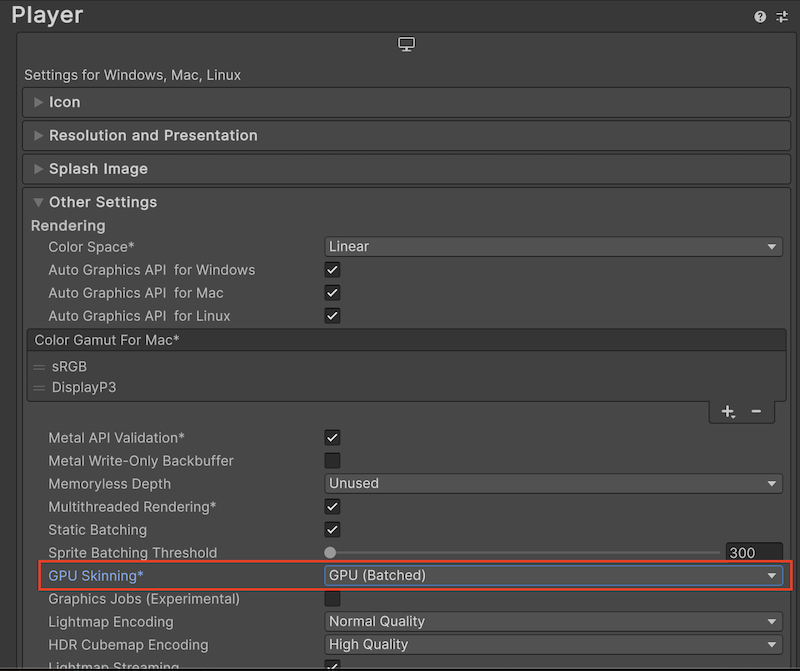 Player
Settings for Windows, Mac, Linux
Icon
Resolution and Presentation
Splash Image
Other Settings
Rendering
Color Space* Linear
Auto Graphics API  for Windows
Auto Graphics API  for Mac
Auto Graphics API  for Linux
Color Gamut For Mac*
sRGB
DisplayP3
Metal API Validation*
Metal Write-Only Backbuffer
Memoryless Depth Unused
Multithreaded Rendering*
Static Batching
Sprite Batching Threshold 300
GPU Skinning* GPU (Batched)
Graphics Jobs (Experimental)
Lightmap Encoding Normal Quality
HDR Cubemap Encoding High Quality
Lightmap Streaming